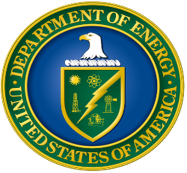 DEPARTMENT OF ENERGY
UNITED STATES OF AMERICA